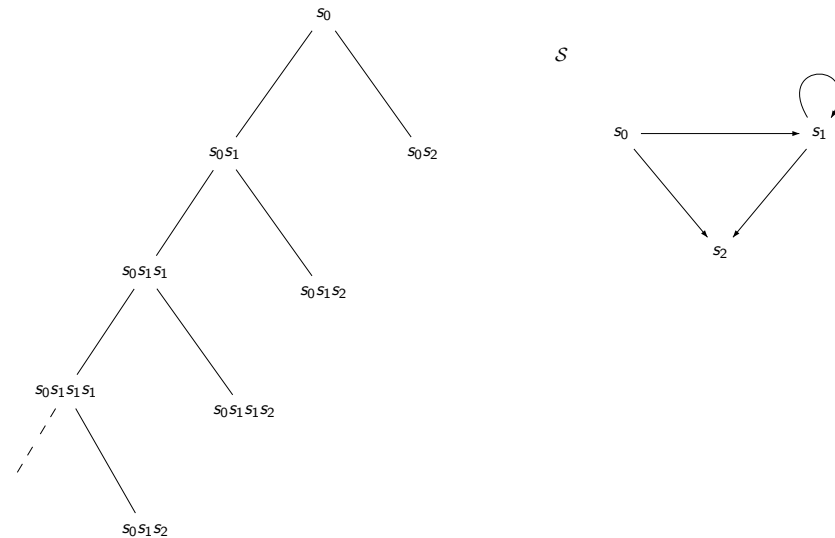 s₀
𝒮
s₀ s₁
s₀s₁ s₀s₂
s₂
s₀s₁s₁ s₀s₁s₂
s₀s₁s₁s₁ s₀s₁s₁s₂
s₀s₁s₂